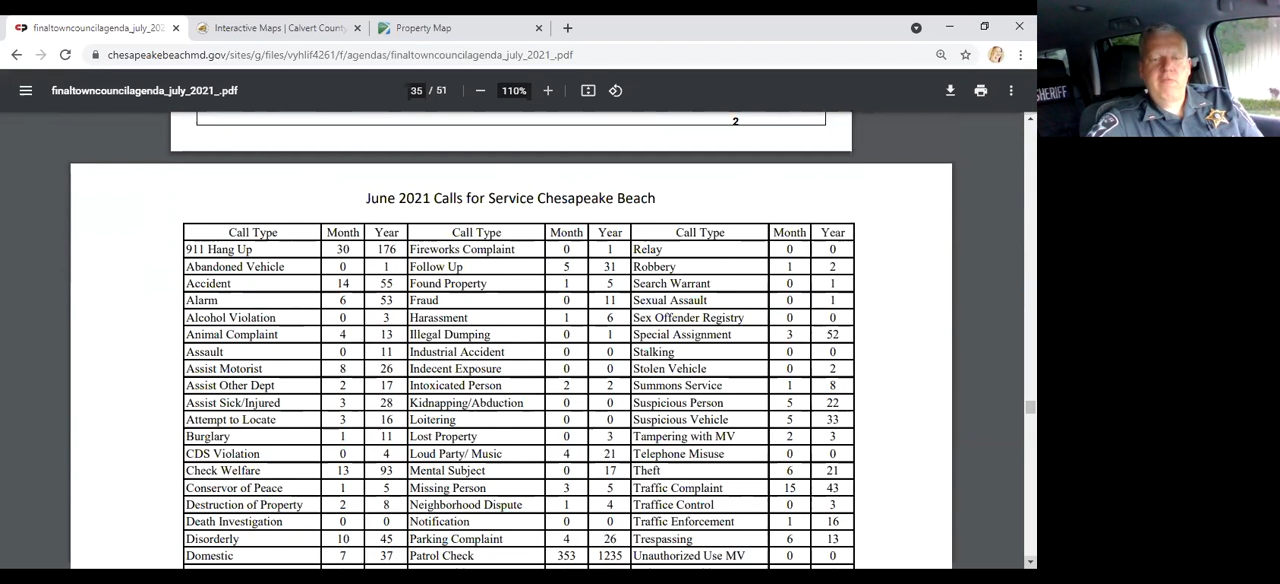 finaltowncouncilagenda_july_202
Interactive Maps | Calvert County
Property Map
chesapeakebeachmd.gov/sites/g/files/vyhlif4261/f/agendas/finaltowncouncilagenda_july_2021_.pdf
finaltowncouncilagenda_july_2021_.pdf 35 / 51 110%
SHERIFF
2
June 2021 Calls for Service Chesapeake Beach
Call Type Month Year Call Type Month Year Call Type Month Year
911 Hang Up 30 176 Fireworks Complaint 0 1 Relay 0 0
Abandoned Vehicle 0 1 Follow Up 5 31 Robbery 1 2
Accident 14 55 Found Property 1 5 Search Warrant 0 1
Alarm 6 53 Fraud 0 11 Sexual Assault 0 1
Alcohol Violation 0 3 Harassment 1 6 Sex Offender Registry 0 0
Animal Complaint 4 13 Illegal Dumping 0 1 Special Assignment 3 52
Assault 0 11 Industrial Accident 0 0 Stalking 0 0
Assist Motorist 8 26 Indecent Exposure 0 0 Stolen Vehicle 0 2
Assist Other Dept 2 17 Intoxicated Person 2 2 Summons Service 1 8
Assist Sick/Injured 3 28 Kidnapping/Abduction 0 0 Suspicious Person 5 22
Attempt to Locate 3 16 Loitering 0 0 Suspicious Vehicle 5 33
Burglary 1 11 Lost Property 0 3 Tampering with MV 2 3
CDS Violation 0 4 Loud Party/ Music 4 21 Telephone Misuse 0 0
Check Welfare 13 93 Mental Subject 0 17 Theft 6 21
Conservor of Peace 1 5 Missing Person 3 5 Traffic Complaint 15 43
Destruction of Property 2 8 Neighborhood Dispute 1 4 Traffice Control 0 3
Death Investigation 0 0 Notification 0 0 Traffic Enforcement 1 16
Disorderly 10 45 Parking Complaint 4 26 Trespassing 6 13
Domestic 7 37 Patrol Check 353 1235 Unauthorized Use MV 0 0